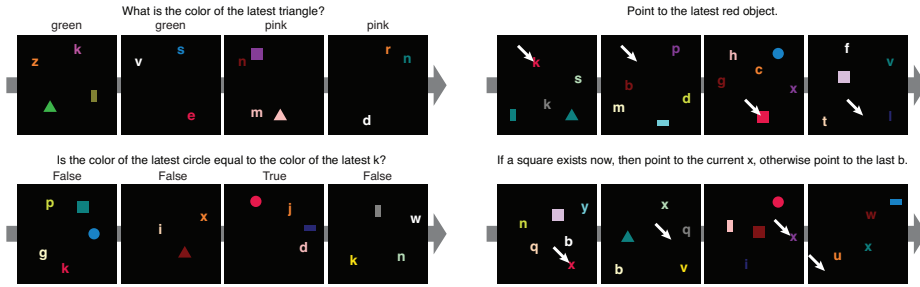 What is the color of the latest triangle?
green green pink pink
k
z
s
v
e
n
m
r
n
d
Point to the latest red object.
k
s
k
p
b
d
m
h
c
g
x
f
v
t
l
Is the color of the latest circle equal to the color of the latest k?
False False True False
p
g
k
x
i
j
d
w
n
k
If a square exists now, then point to the current x, otherwise point to the last b.
y
n
q
b
x
x
q
b
v
x
i
w
x
u